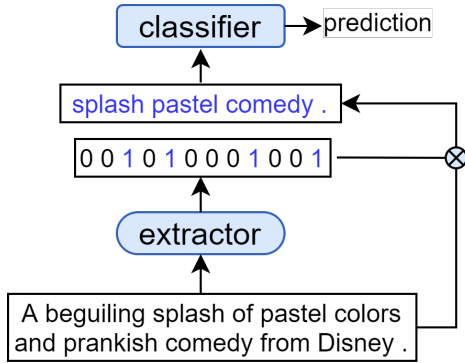 classifier
prediction
splash pastel comedy .
0 0 1 0 1 0 0 0 1 0 0 1
extractor
A beguiling splash of pastel colors
and prankish comedy from Disney .